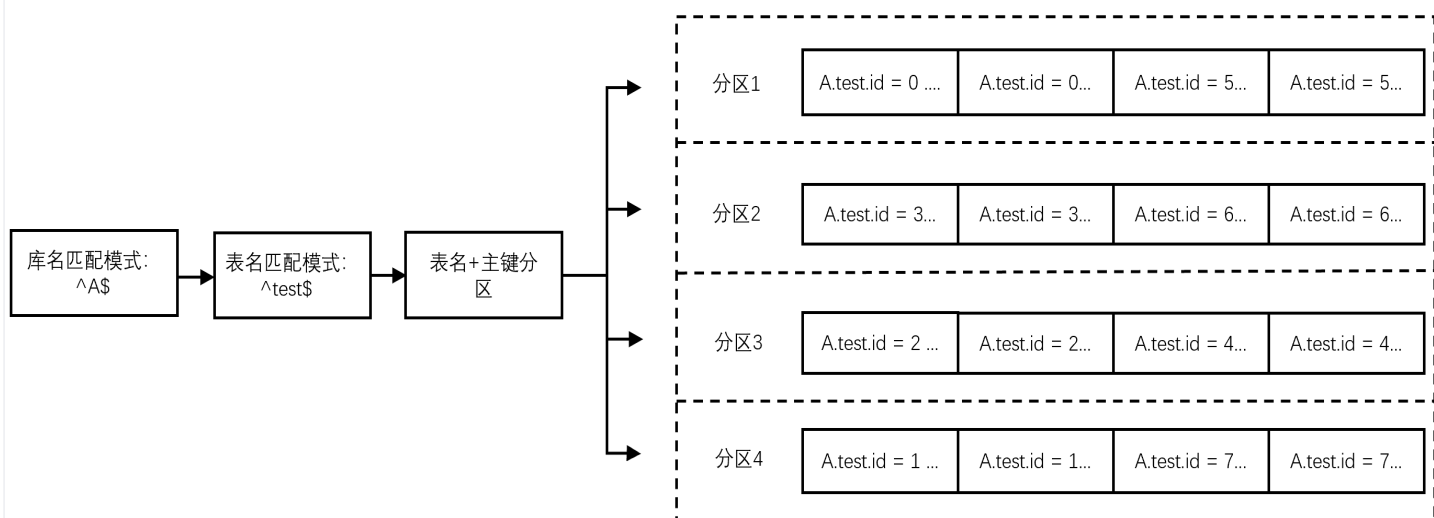 库名匹配模式:
^A$
表名匹配模式:
^test$
表名+主键分
区
分区1
A.test.id = 0 ....
A.test.id = 0...
A.test.id = 5...
A.test.id = 5...
分区2
A.test.id = 3...
A.test.id = 3...
A.test.id = 6...
A.test.id = 6...
分区3
A.test.id = 2 ...
A.test.id = 2...
A.test.id = 4...
A.test.id = 4...
分区4
A.test.id = 1 ...
A.test.id = 1...
A.test.id = 7...
A.test.id = 7...